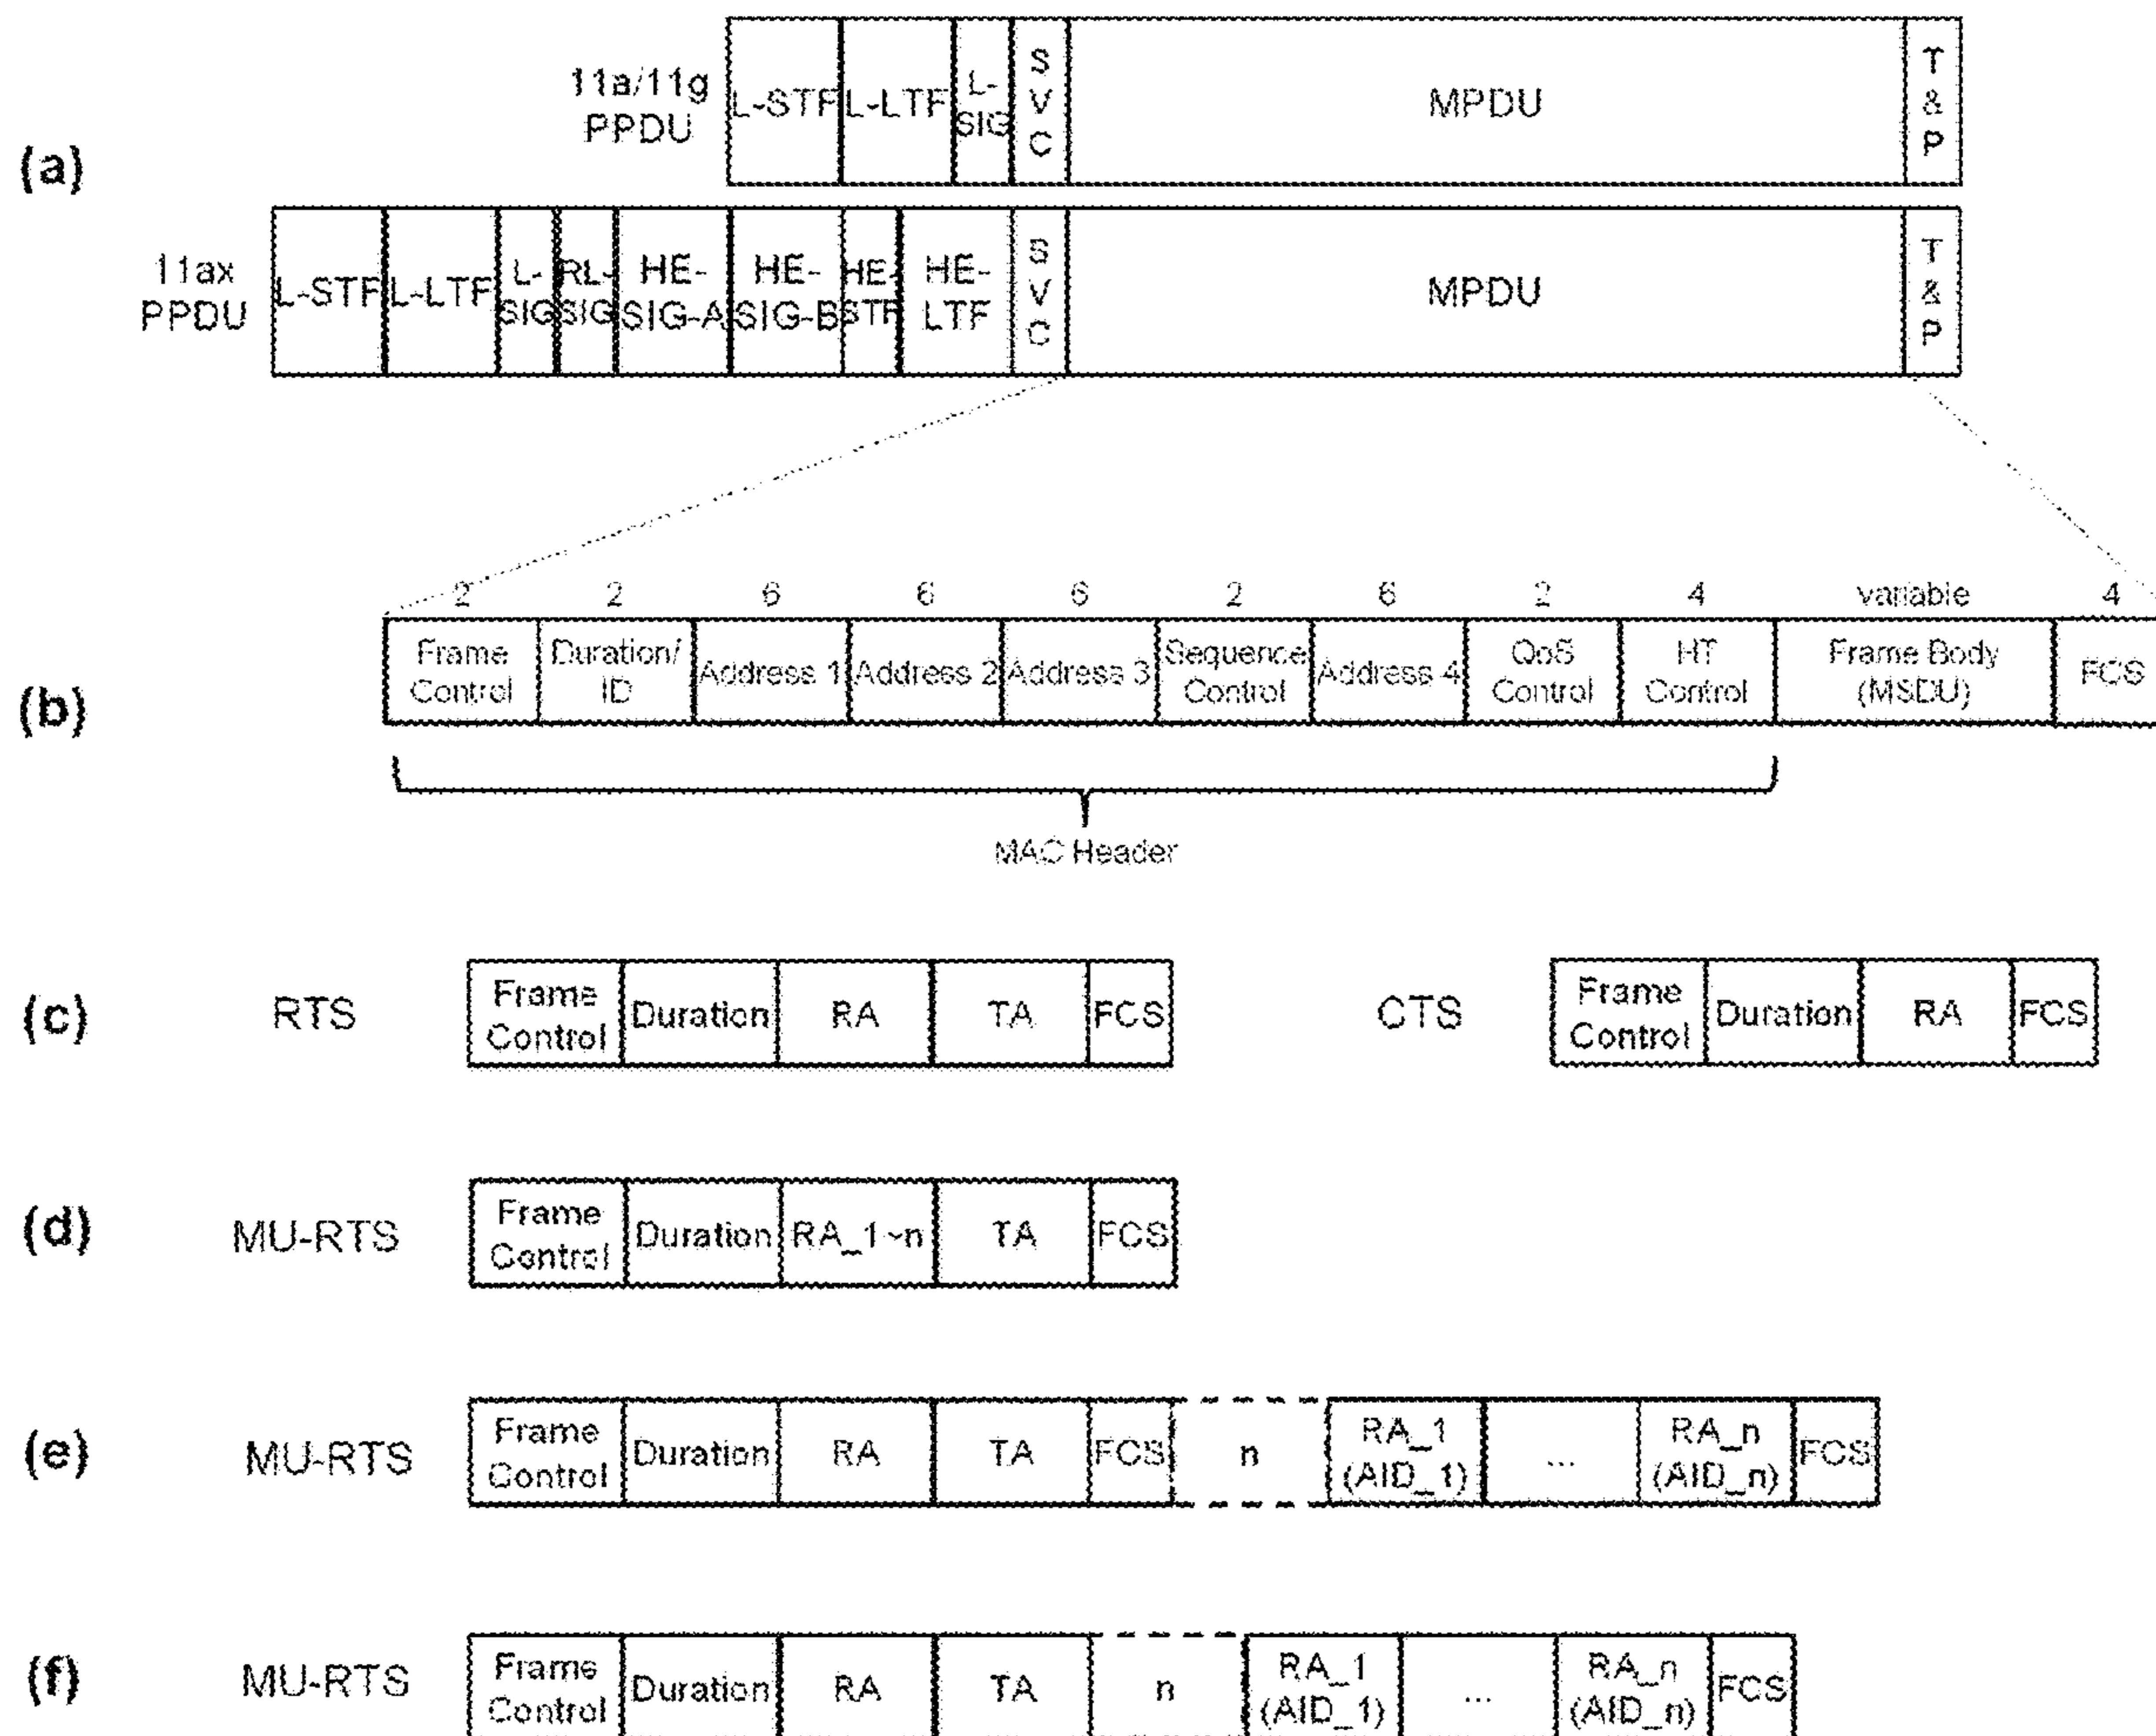 (a)
11a/11g
PPDU
L-STF
L-LTF
L-
SIG
S
V
C
MPDU
T
&
P
11ax
PPDU
L-STF
L-LTF
L-
SIG
RL-
SIG
HE-
SIG-A
HE-
SIG-B
HE-
STF
HE-
LTF
S
V
C
MPDU
T
&
P
(b)
2
2
6
6
6
2
6
2
4
variable
4
Frame
Control
Duration/
ID
Address 1
Address 2
Address 3
Sequence
Control
Address 4
QoS
Control
HT
Control
Frame Body
(MSDU)
FCS
MAC Header
(c)
RTS
Frame
Control
Duration
RA
TA
FCS
CTS
Frame
Control
Duration
RA
FCS
(d)
MU-RTS
Frame
Control
Duration
RA_1~n
TA
FCS
(e)
MU-RTS
Frame
Control
Duration
RA
TA
FCS
n
RA_1
(AID_1)
...
RA_n
(AID_n)
FCS
(f)
MU-RTS
Frame
Control
Duration
RA
TA
n
RA_1
(AID_1)
...
RA_n
(AID_n)
FCS